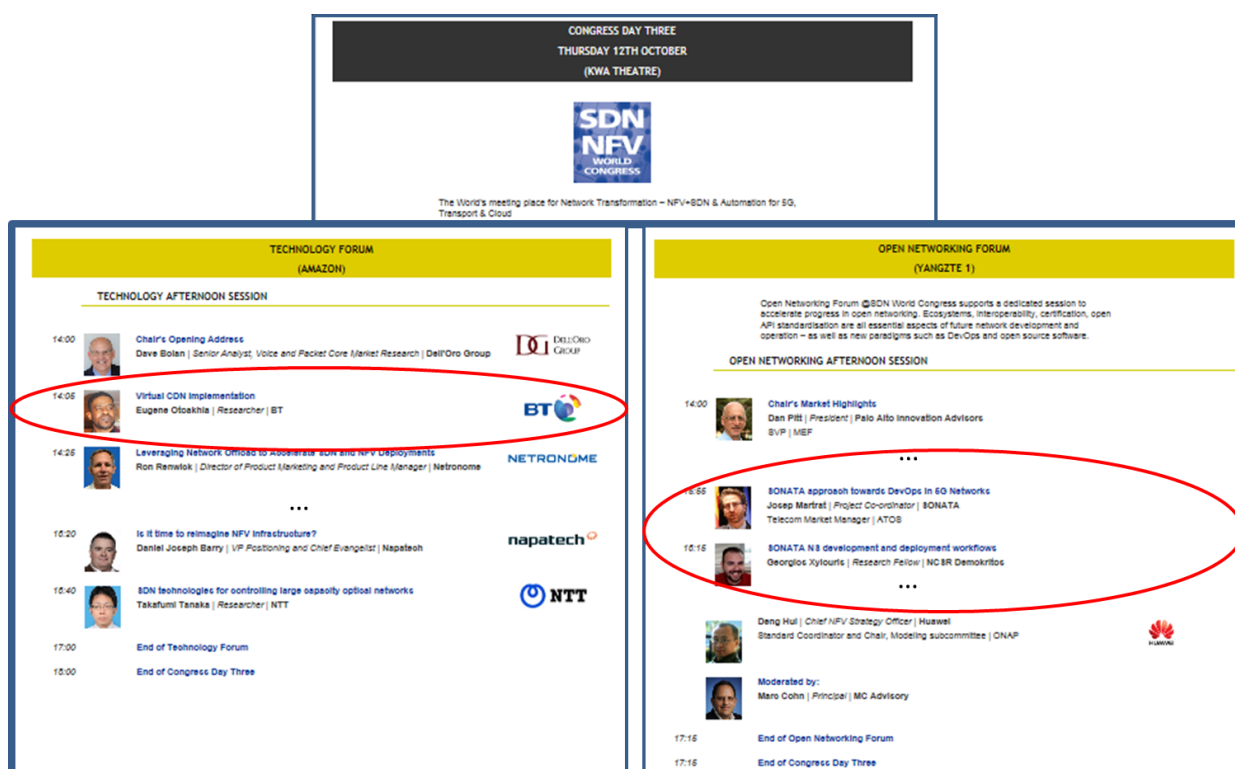 CONGRESS DAY THREE
THURSDAY 12TH OCTOBER
(KWA THEATRE)
SDN
NFV
WORLD
CONGRESS
The World's meeting place for Network Transformation – NFV+SDN & Automation for 5G,
Transport & Cloud
TECHNOLOGY FORUM
(AMAZON)
TECHNOLOGY AFTERNOON SESSION
14:00 Chair's Opening Address
Dave Bolan | Senior Analyst, Voice and Packet Core Market Research | Dell'Oro Group
DG DELL'ORO GROUP
14:05 Virtual CDN Implementation
Eugene Otoakhia | Researcher | BT
BT
14:25 Leveraging Network Offload to Accelerate SDN and NFV Deployments
Ron Renwick | Director of Product Marketing and Product Line Manager | Netronome
NETRONOME
...
Is it time to reimagine NFV Infrastructure?
Daniel Joseph Barry | VP Positioning and Chief Evangelist | Napatech
napatech
SDN technologies for controlling large capacity optical networks
Takafumi Tanaka | Researcher | NTT
NTT
17:00 End of Technology Forum
End of Congress Day Three
OPEN NETWORKING FORUM
(YANGZTE 1)
Open Networking Forum @SDN World Congress supports a dedicated session to
accelerate progress in open networking. Ecosystems, interoperability, certification, open
API standardisation are all essential aspects of future network development and
operation – as well as new paradigms such as DevOps and open source software.
OPEN NETWORKING AFTERNOON SESSION
14:00 Chair's Market Highlights
Dan Pitt | President | Palo Alto Innovation Advisors
SVP | MEF
...
SONATA approach towards DevOps in 5G Networks
Josep Martrat | Project Co-ordinator | SONATA
Telecom Market Manager | ATOS
SONATA NS development and deployment workflows
Georgios Xylouris | Research Fellow | NCSR Demokritos
...
Deng Hui | Chief NFV Strategy Officer | Huawei
Standard Coordinator and Chair, Modeling subcommittee | ONAP
HUAWEI
Moderated by:
Marc Cohn | Principal | MC Advisory
17:15 End of Open Networking Forum
17:15 End of Congress Day Three